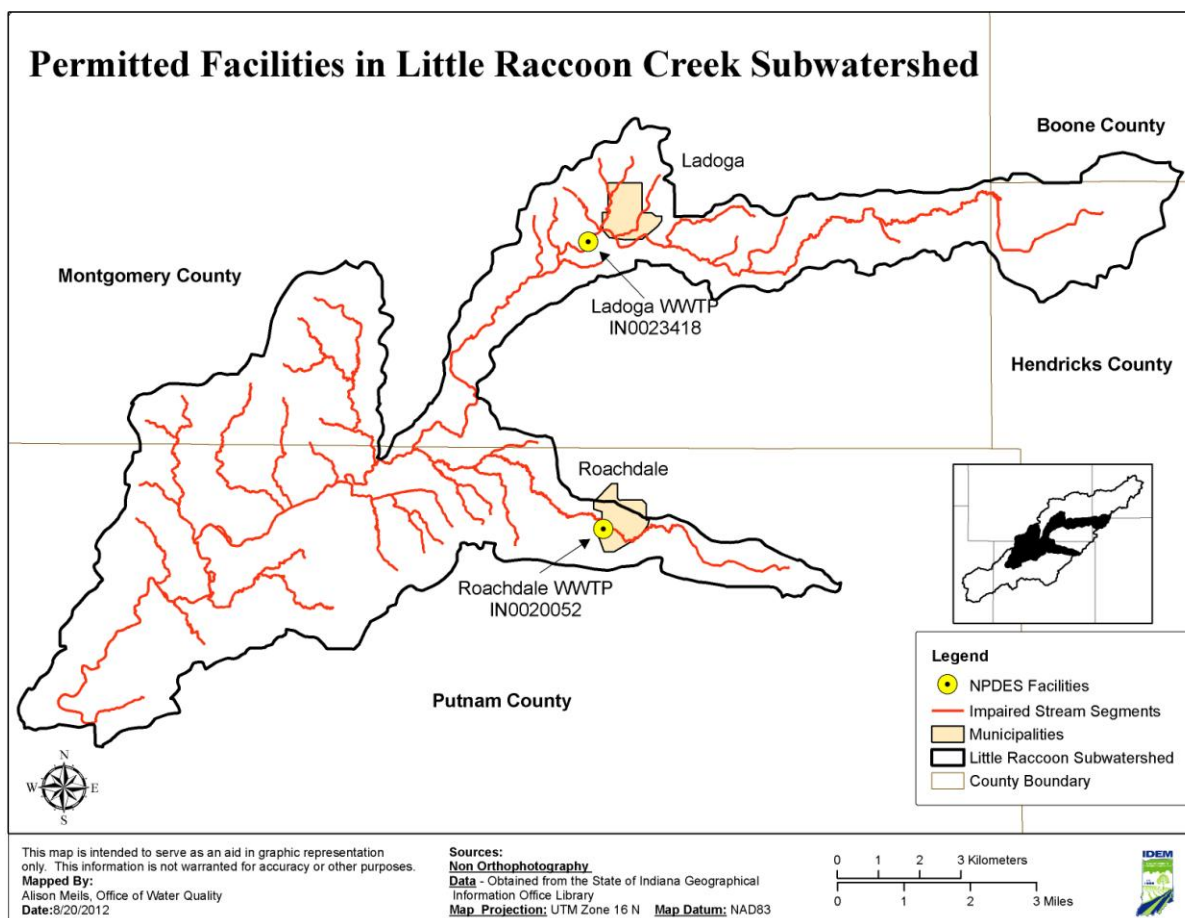 Permitted Facilities in Little Raccoon Creek Subwatershed
Boone County
Ladoga
Montgomery County
Ladoga WWTP
IN0023418
Hendricks County
Roachdale
Roachdale WWTP
IN0020052
Putnam County
Legend
NPDES Facilities
Impaired Stream Segments
Municipalities
Little Raccoon Subwatershed
County Boundary
N
W E
S
This map is intended to serve as an aid in graphic representation
only. This information is not warranted for accuracy or other purposes.
Mapped By:
Alison Meils, Office of Water Quality
Date:8/20/2012
Sources:
Non Orthophotography
Data - Obtained from the State of Indiana Geographical
Information Office Library
Map Projection: UTM Zone 16 N Map Datum: NAD83
0 1 2 3 Kilometers
0 1 2 3 Miles
IDEM